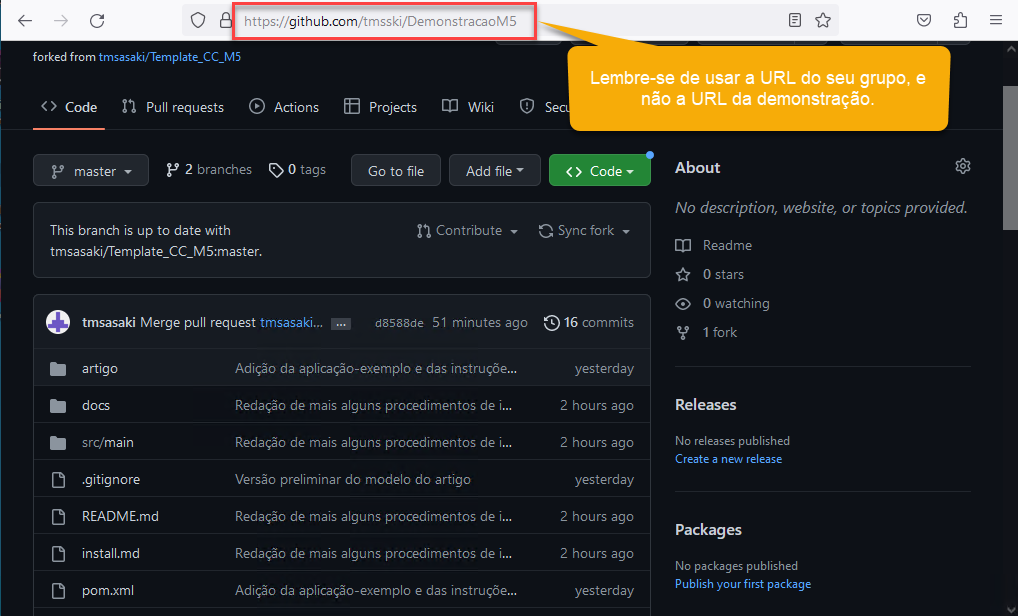 https://github.com/tmsski/DemonstracaoM5
forked from tmsasaki/Template_CC_M5
Lembre-se de usar a URL do seu grupo, e
não a URL da demonstração.
Code Pull requests Actions Projects Wiki Secu
master 2 branches 0 tags Go to file Add file Code
This branch is up to date with
tmsasaki/Template_CC_M5:master.
Contribute Sync fork
tmsasaki Merge pull request tmsasaki... ... d8588de 51 minutes ago 16 commits
artigo Adição da aplicação-exemplo e das instruçõe... yesterday
docs Redação de mais alguns procedimentos de i... 2 hours ago
src/main Redação de mais alguns procedimentos de i... 2 hours ago
.gitignore Versão preliminar do modelo do artigo yesterday
README.md Redação de mais alguns procedimentos de i... 2 hours ago
install.md Redação de mais alguns procedimentos de i... 2 hours ago
pom.xml Adição da aplicação-exemplo e das instruçõe... yesterday
About
No description, website, or topics provided.
Readme
0 stars
0 watching
1 fork
Releases
No releases published
Create a new release
Packages
No packages published
Publish your first package